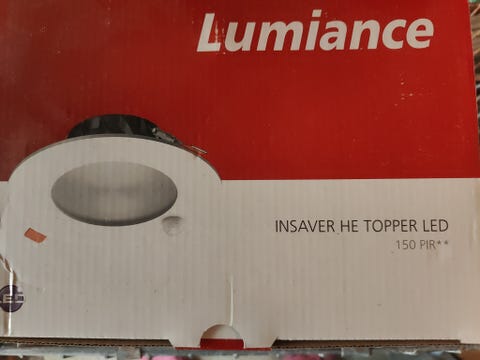 Lumiance
INSAVER HE TOPPER LED
150 PIR**